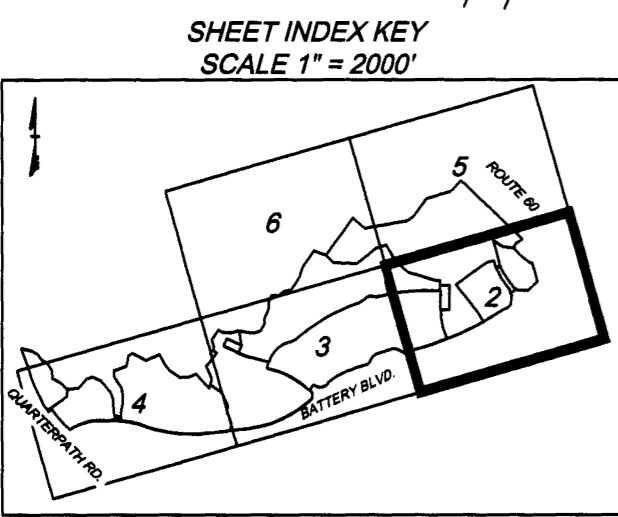 SHEET INDEX KEY
SCALE 1" = 2000'
5
ROUTE 60
6
2
3
BATTERY BLVD.
4
QUARTERPATH RD.